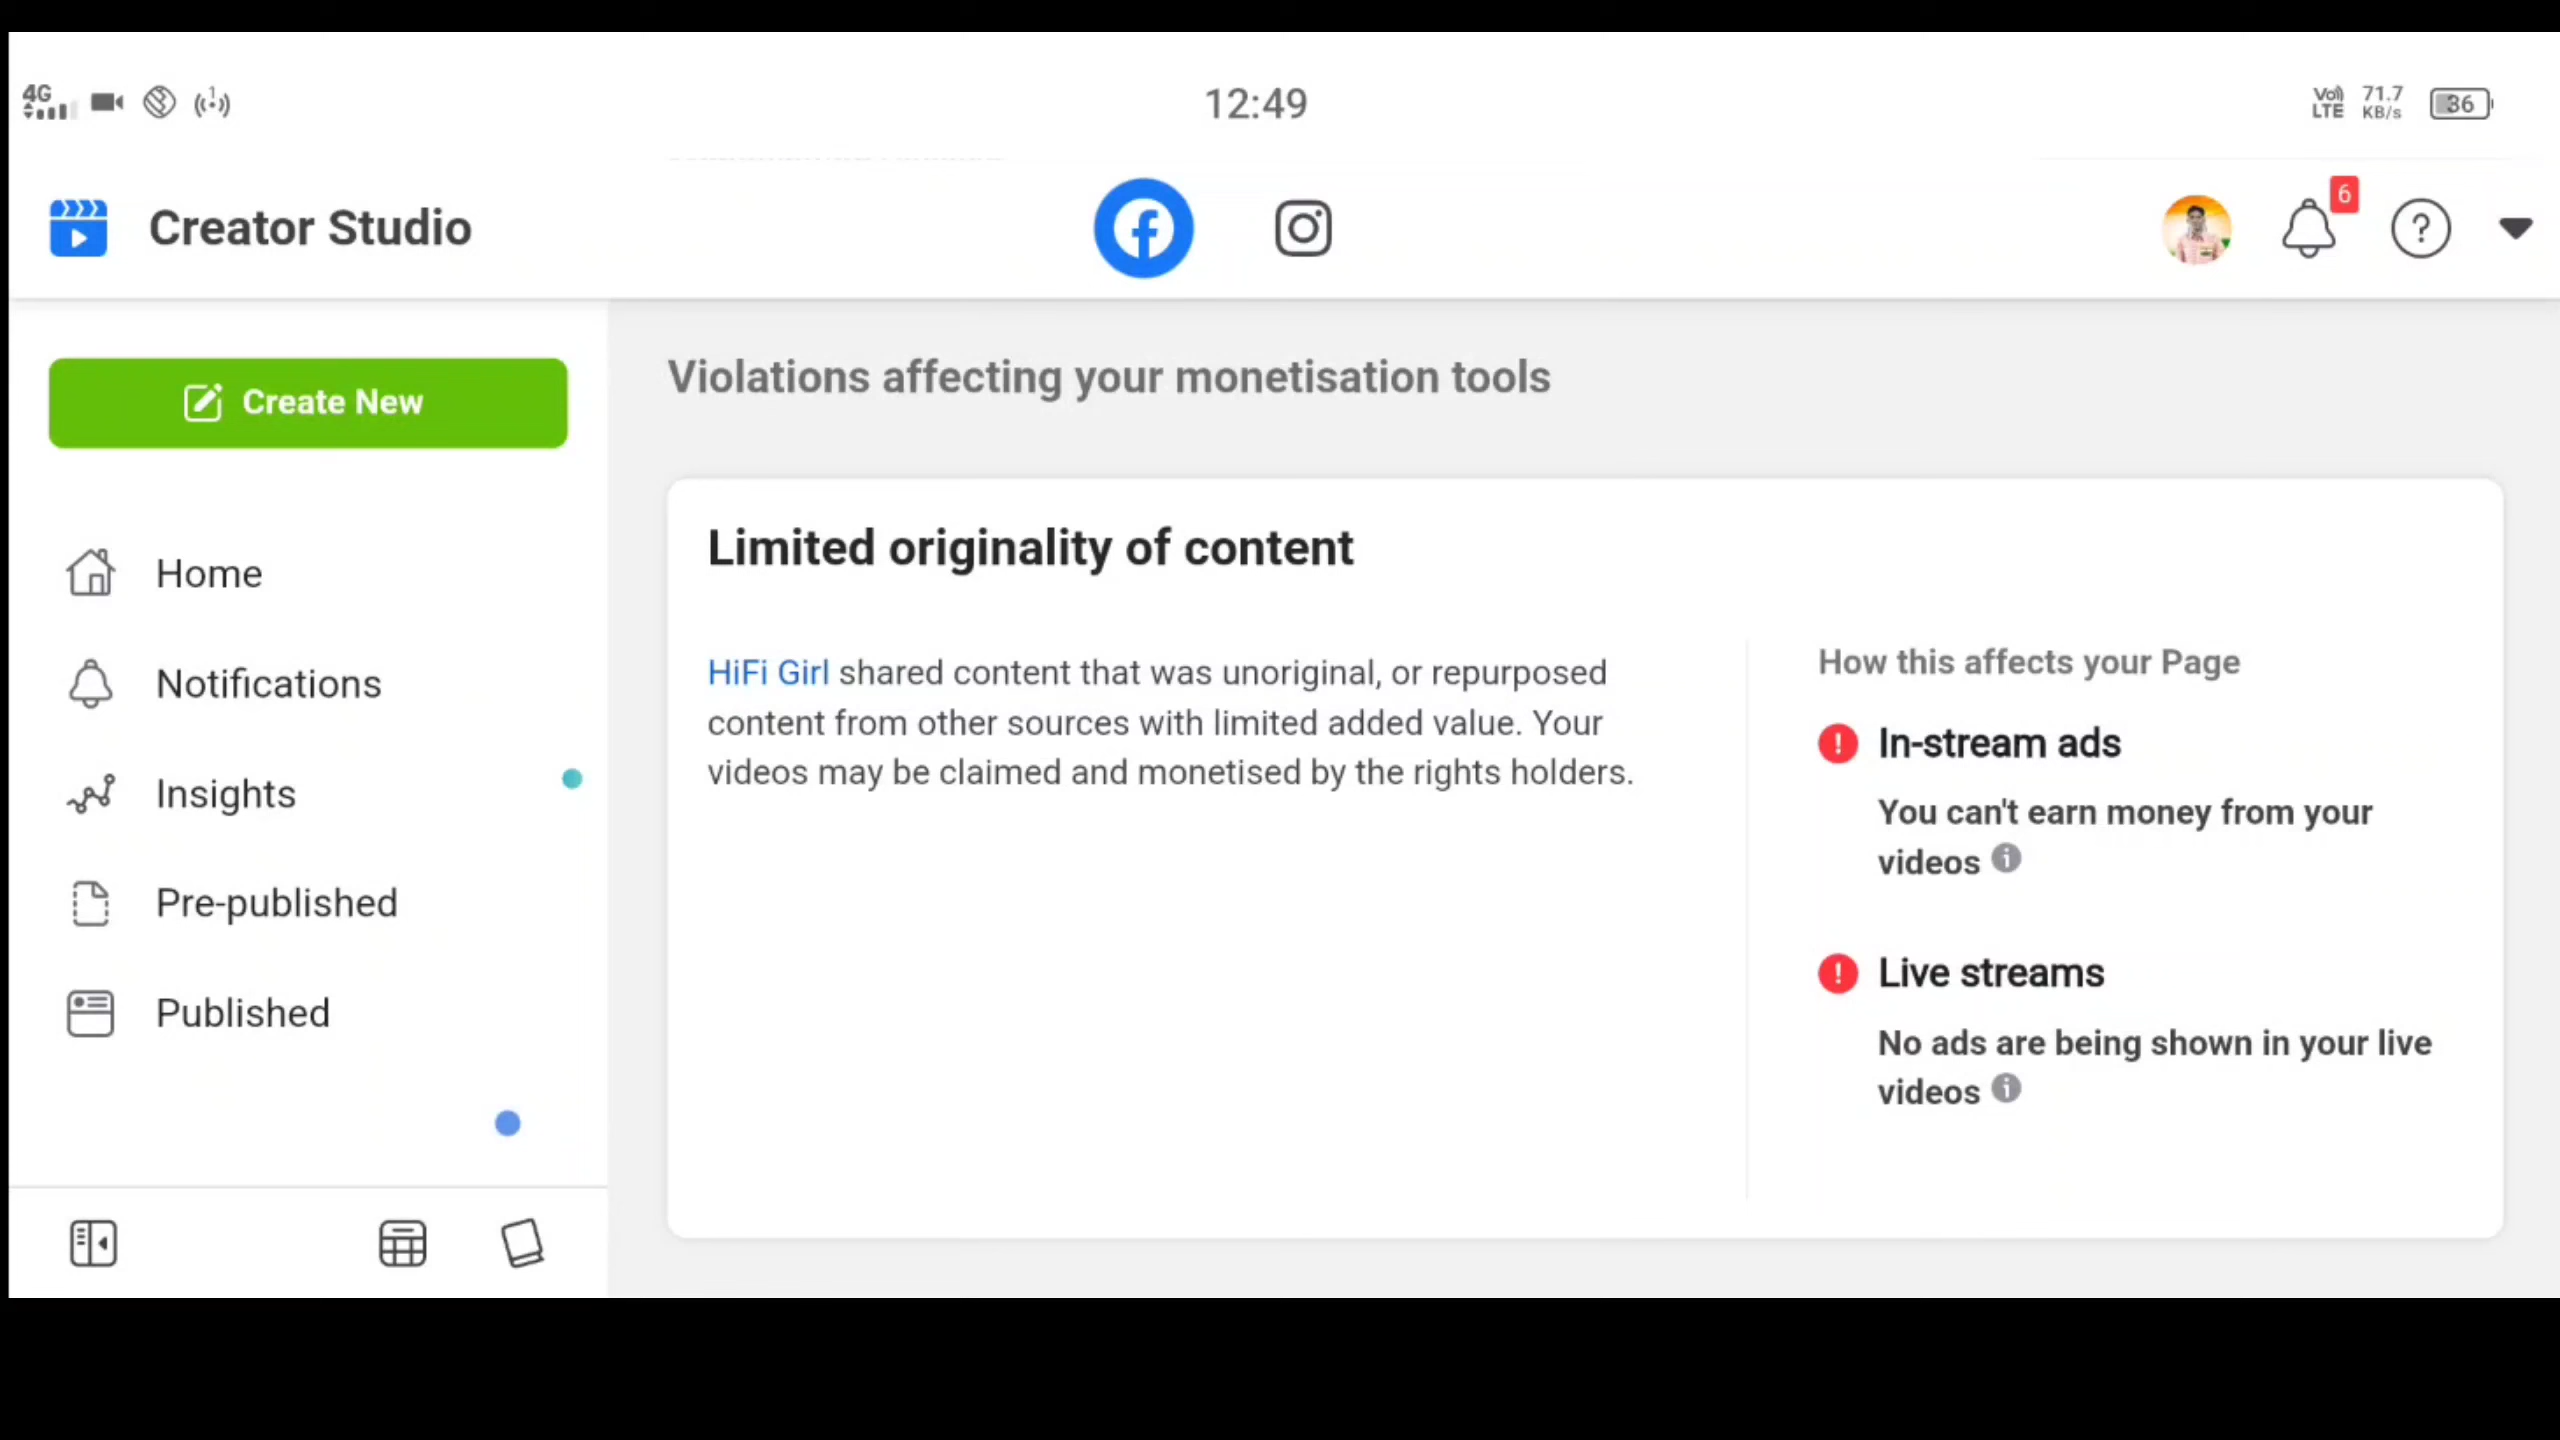 4G
12:49
Vo)
LTE
71.7
KB/s
36
Creator Studio
6
?
Create New
Home
Notifications
Insights
Pre-published
Published
Violations affecting your monetisation tools
Limited originality of content
HiFi Girl shared content that was unoriginal, or repurposed
content from other sources with limited added value. Your
videos may be claimed and monetised by the rights holders.
How this affects your Page
In-stream ads
You can't earn money from your
videos
Live streams
No ads are being shown in your live
videos